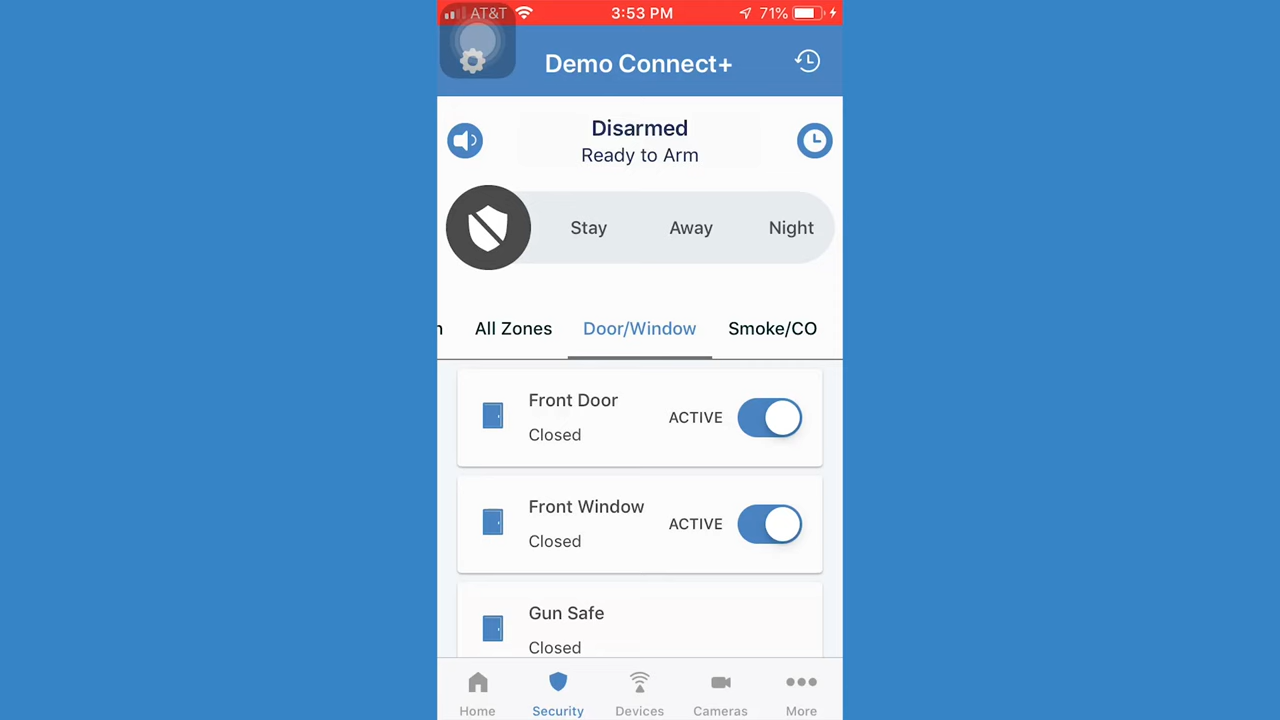 AT&T 3:53 PM 71%
Demo Connect+
Disarmed
Ready to Arm
Stay Away Night
n All Zones Door/Window Smoke/CO
Front Door
ACTIVE
Closed
Front Window
ACTIVE
Closed
Gun Safe
Closed
Home Security Devices Cameras More